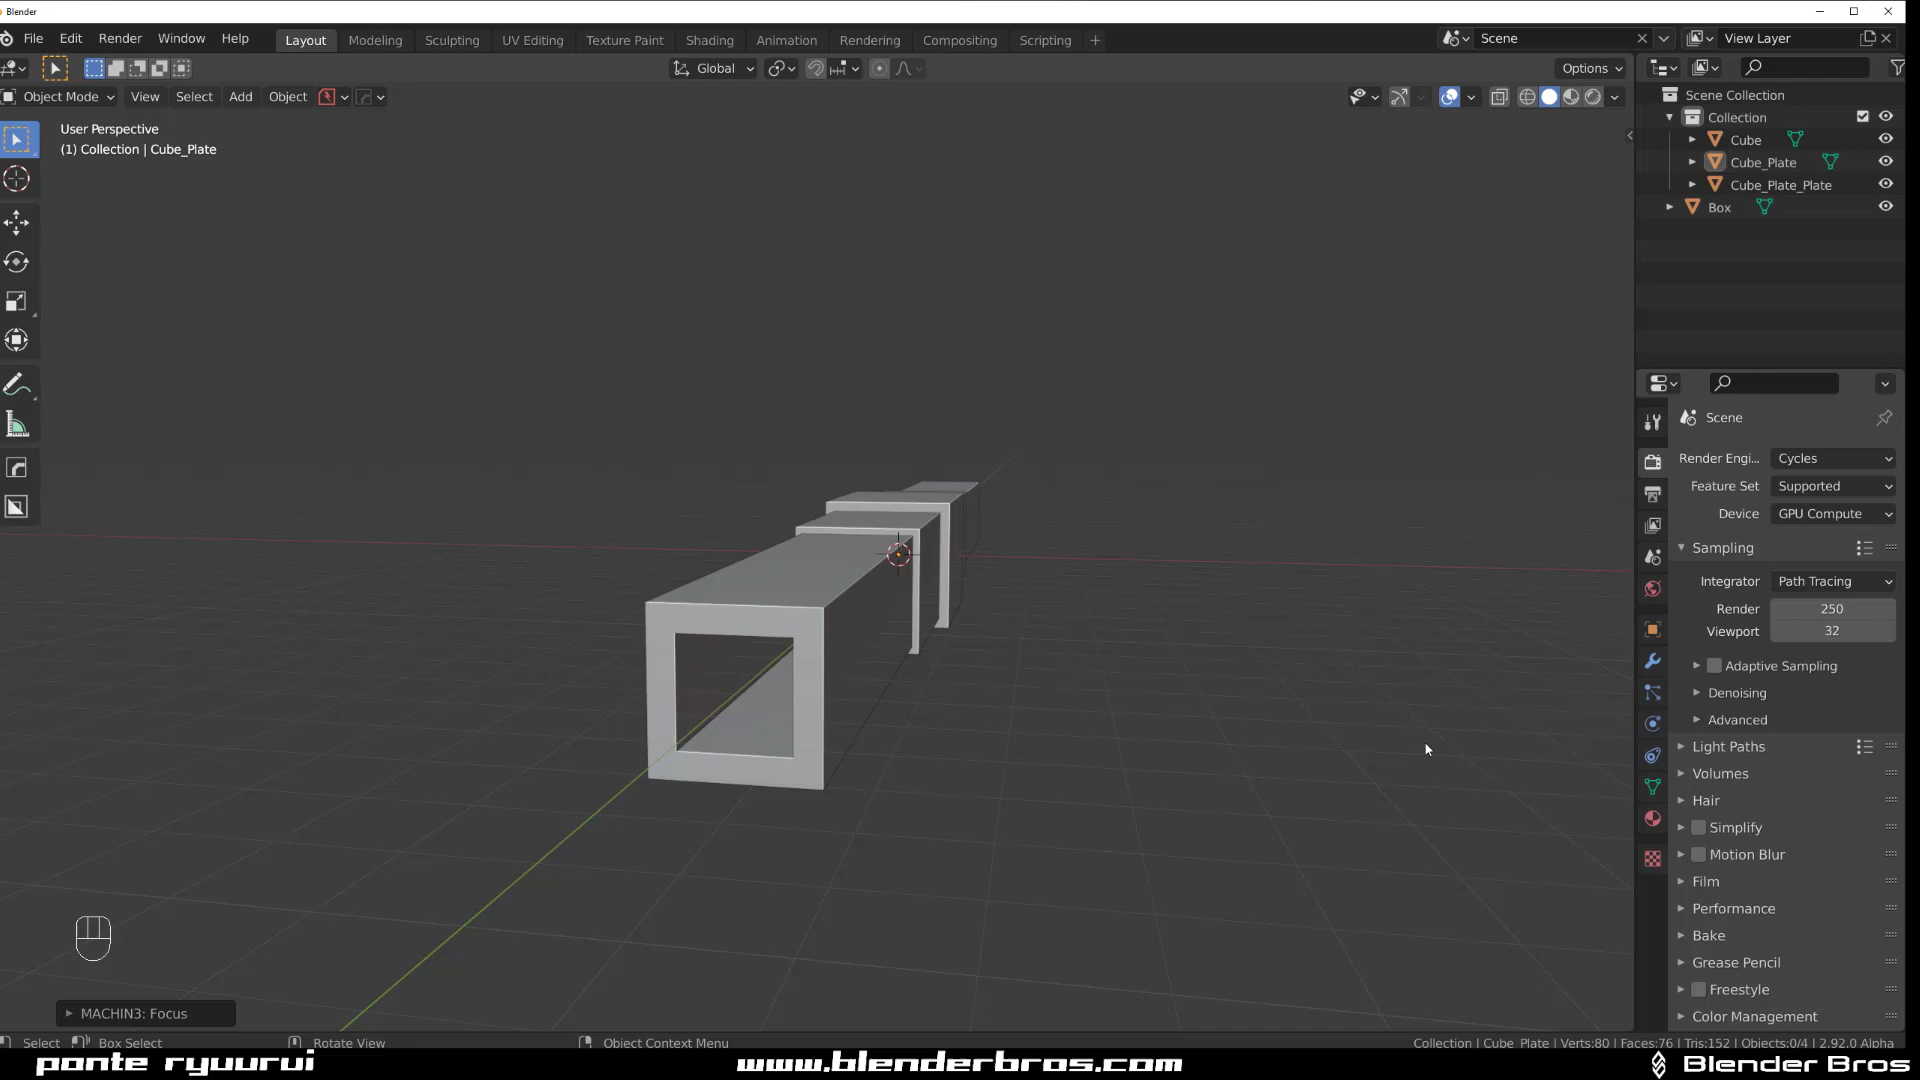 Blender
File Edit Render Window Help Layout Modeling Sculpting UV Editing Texture Paint Shading Animation Rendering Compositing Scripting + Scene View Layer
Global Options
Object Mode View Select Add Object
User Perspective
(1) Collection | Cube_Plate
Scene Collection
Collection
Cube
Cube_Plate
Cube_Plate_Plate
Box
Scene
Render Engi... Cycles
Feature Set Supported
Device GPU Compute
Sampling
Integrator Path Tracing
Render 250
Viewport 32
Adaptive Sampling
Denoising
Advanced
Light Paths
Volumes
Hair
Simplify
Motion Blur
Film
Performance
Bake
Grease Pencil
Freestyle
Color Management
MACHIN3: Focus
Select Box Select Rotate View Object Context Menu Collection | Cube_Plate | Verts:80 | Faces:76 | Tris:152 | Objects:0/4 | 2.92.0 Alpha
ponte ryuurui www.blenderbros.com Blender Bros